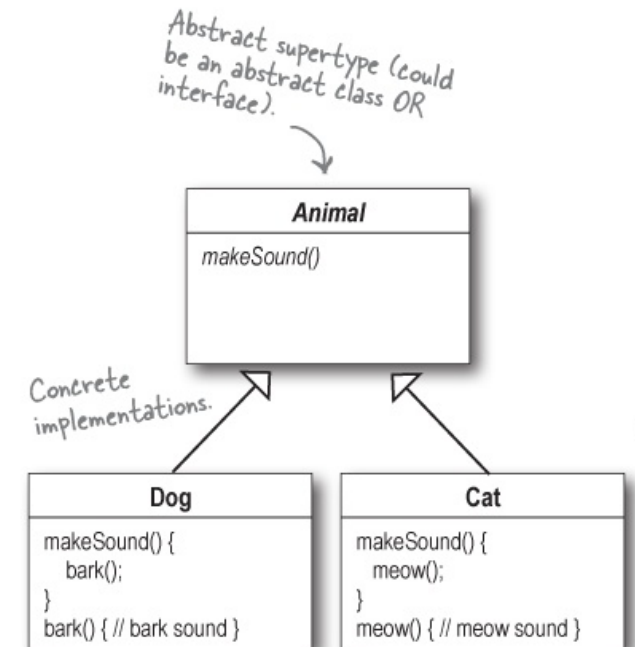 Abstract supertype (could
be an abstract class OR
interface).
Animal
makeSound()
Concrete
implementations.
Dog
makeSound() {
bark();
}
bark() { // bark sound }
Cat
makeSound() {
meow();
}
meow() { // meow sound }